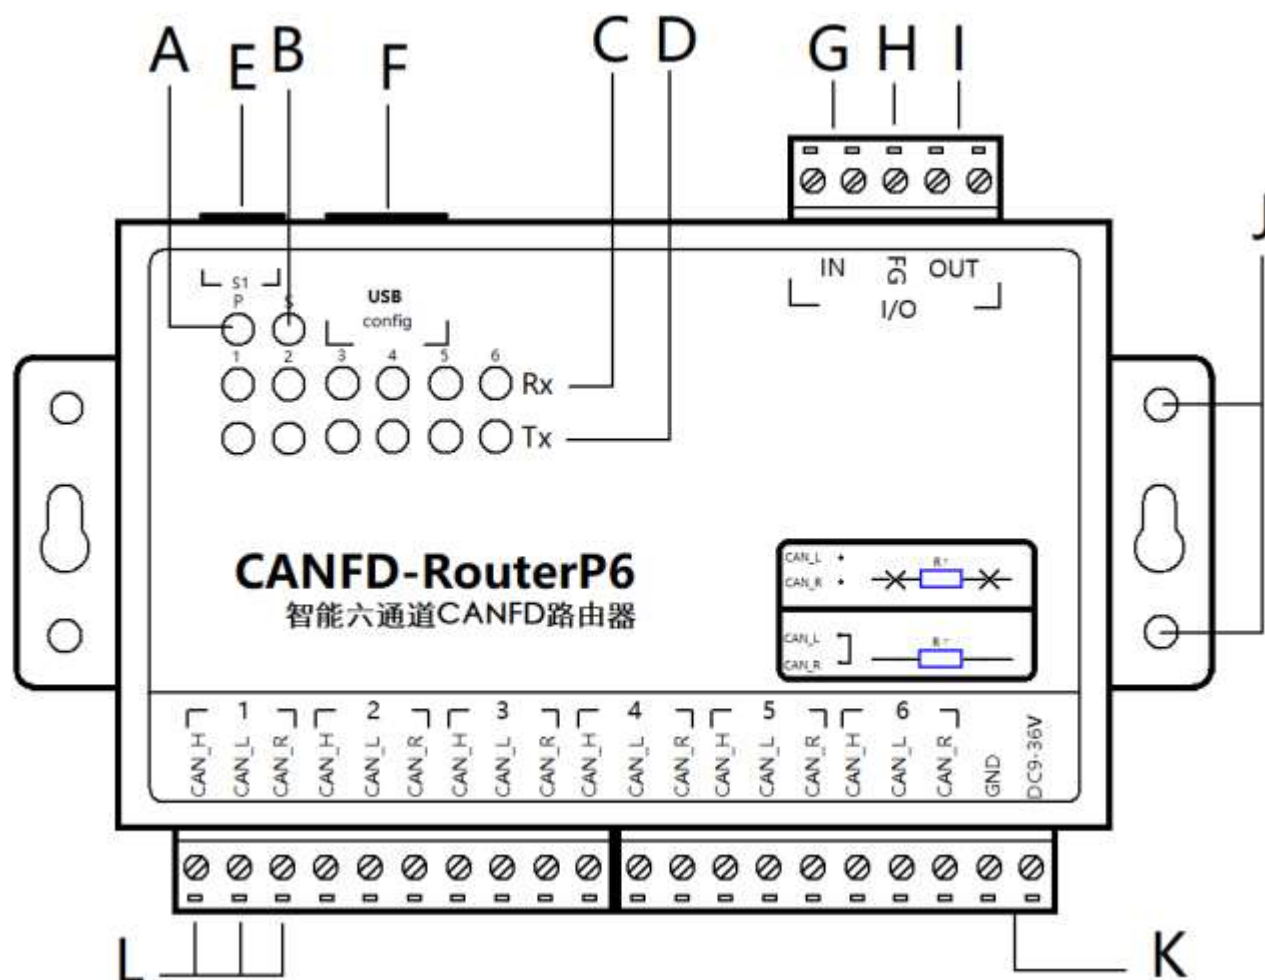 A E B F C D G H I J
S1
P S
USB
config
1 2 3 4 5 6
Rx
Tx
IN FG OUT
I/O
CANFD-RouterP6
智能六通道CANFD路由器
CAN_L
CAN_R
R
CAN_L
CAN_R
R
1 2 3 4 5 6
CAN_H CAN_L CAN_R CAN_H CAN_L CAN_R CAN_H CAN_L CAN_R CAN_H CAN_L CAN_R CAN_H CAN_L CAN_R CAN_H CAN_L CAN_R GND DC9-36V
L K